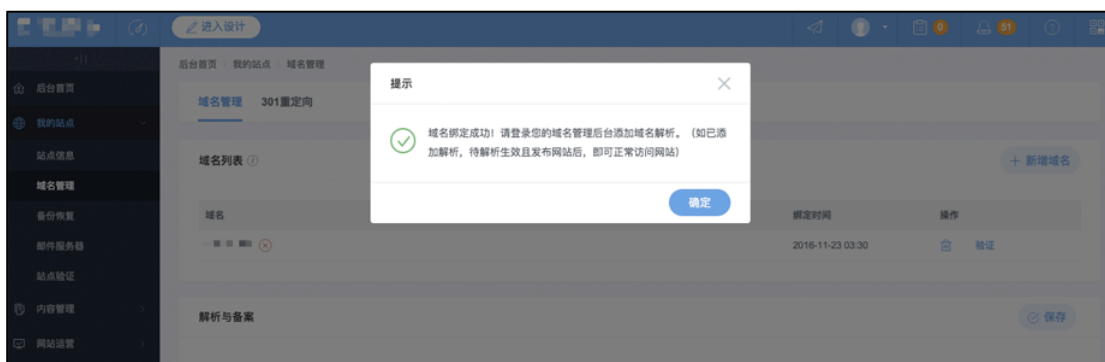 进入设计
0
51
后台首页 我的站点 域名管理
后台首页
我的站点
站点信息
域名管理
备份恢复
邮件服务器
站点验证
内容管理
网站运营
域名管理 301重定向
提示
域名绑定成功！请登录您的域名管理后台添加域名解析。（如已添
加解析，待解析生效且发布网站后，即可正常访问网站）
确定
域名列表
+ 新增域名
域名 绑定时间 操作
2016-11-23 03:30 验证
解析与备案
保存